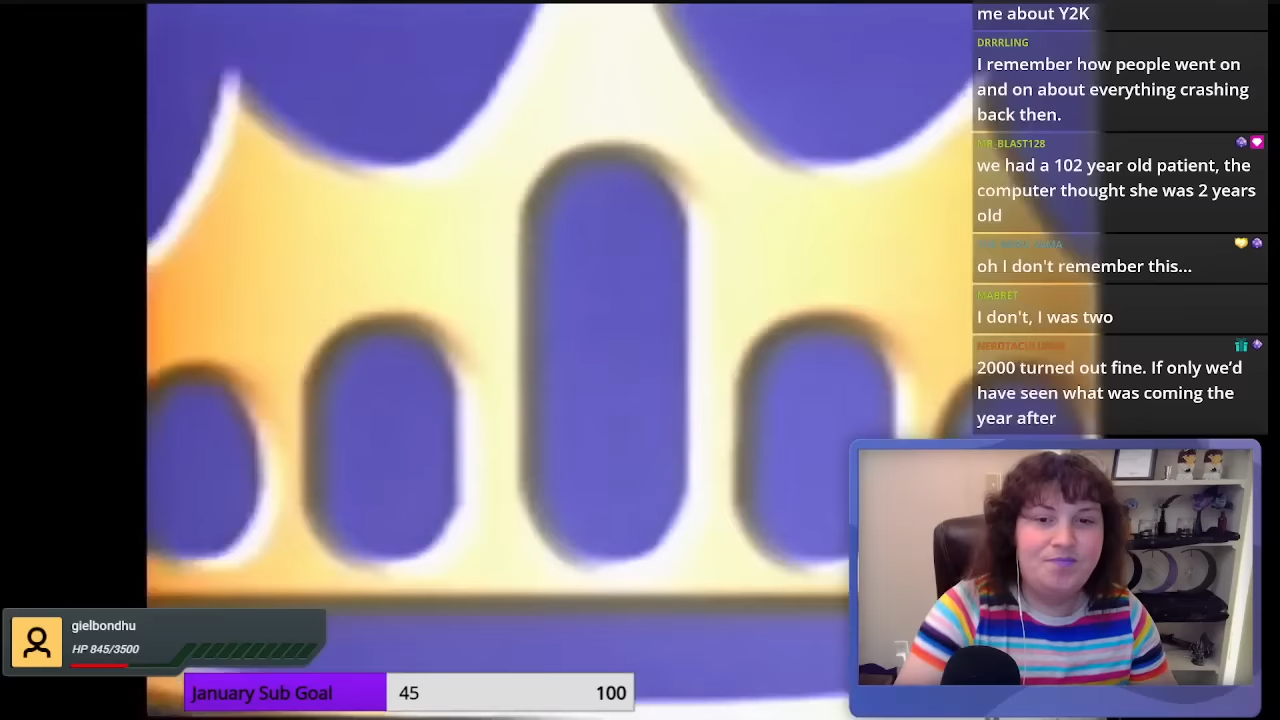 me about Y2K
DRRRLING
I remember how people went on
and on about everything crashing
back then.
MR_BLAST128
we had a 102 year old patient, the
computer thought she was 2 years
old
oh I don't remember this...
MABRET
I don't, I was two
2000 turned out fine. If only we'd
have seen what was coming the
year after
gielbondhu
HP 845/3500
January Sub Goal 45 100